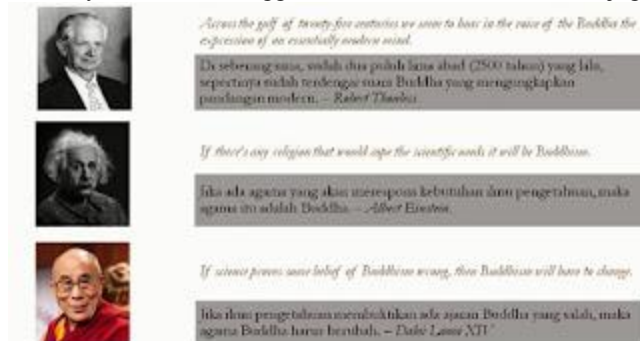 Across the gulf of twenty-five centuries we seem to hear in the voice of the Buddha the
expression of an essentially modern mind.
Di seberang sana, sudah dua puluh lima abad (2500 tahun) yang lalu,
sepertinya sudah terdengar suara Buddha yang mengungkapkan
pandangan modern. – Robert
If there's any religion that would cope the scientific needs it will be Buddhism.
Jika ada agama yang akan merespons kebutuhan ilmu pengetahuan, maka
agama itu adalah Buddha. – Albert Einstein
If science proves some belief of Buddhism wrong, then Buddhism will have to change.
Jika ilmu pengetahuan membuktikan ada ajaran Buddha yang salah, maka
agama Buddha harus berubah. – Dalai Lama XIV